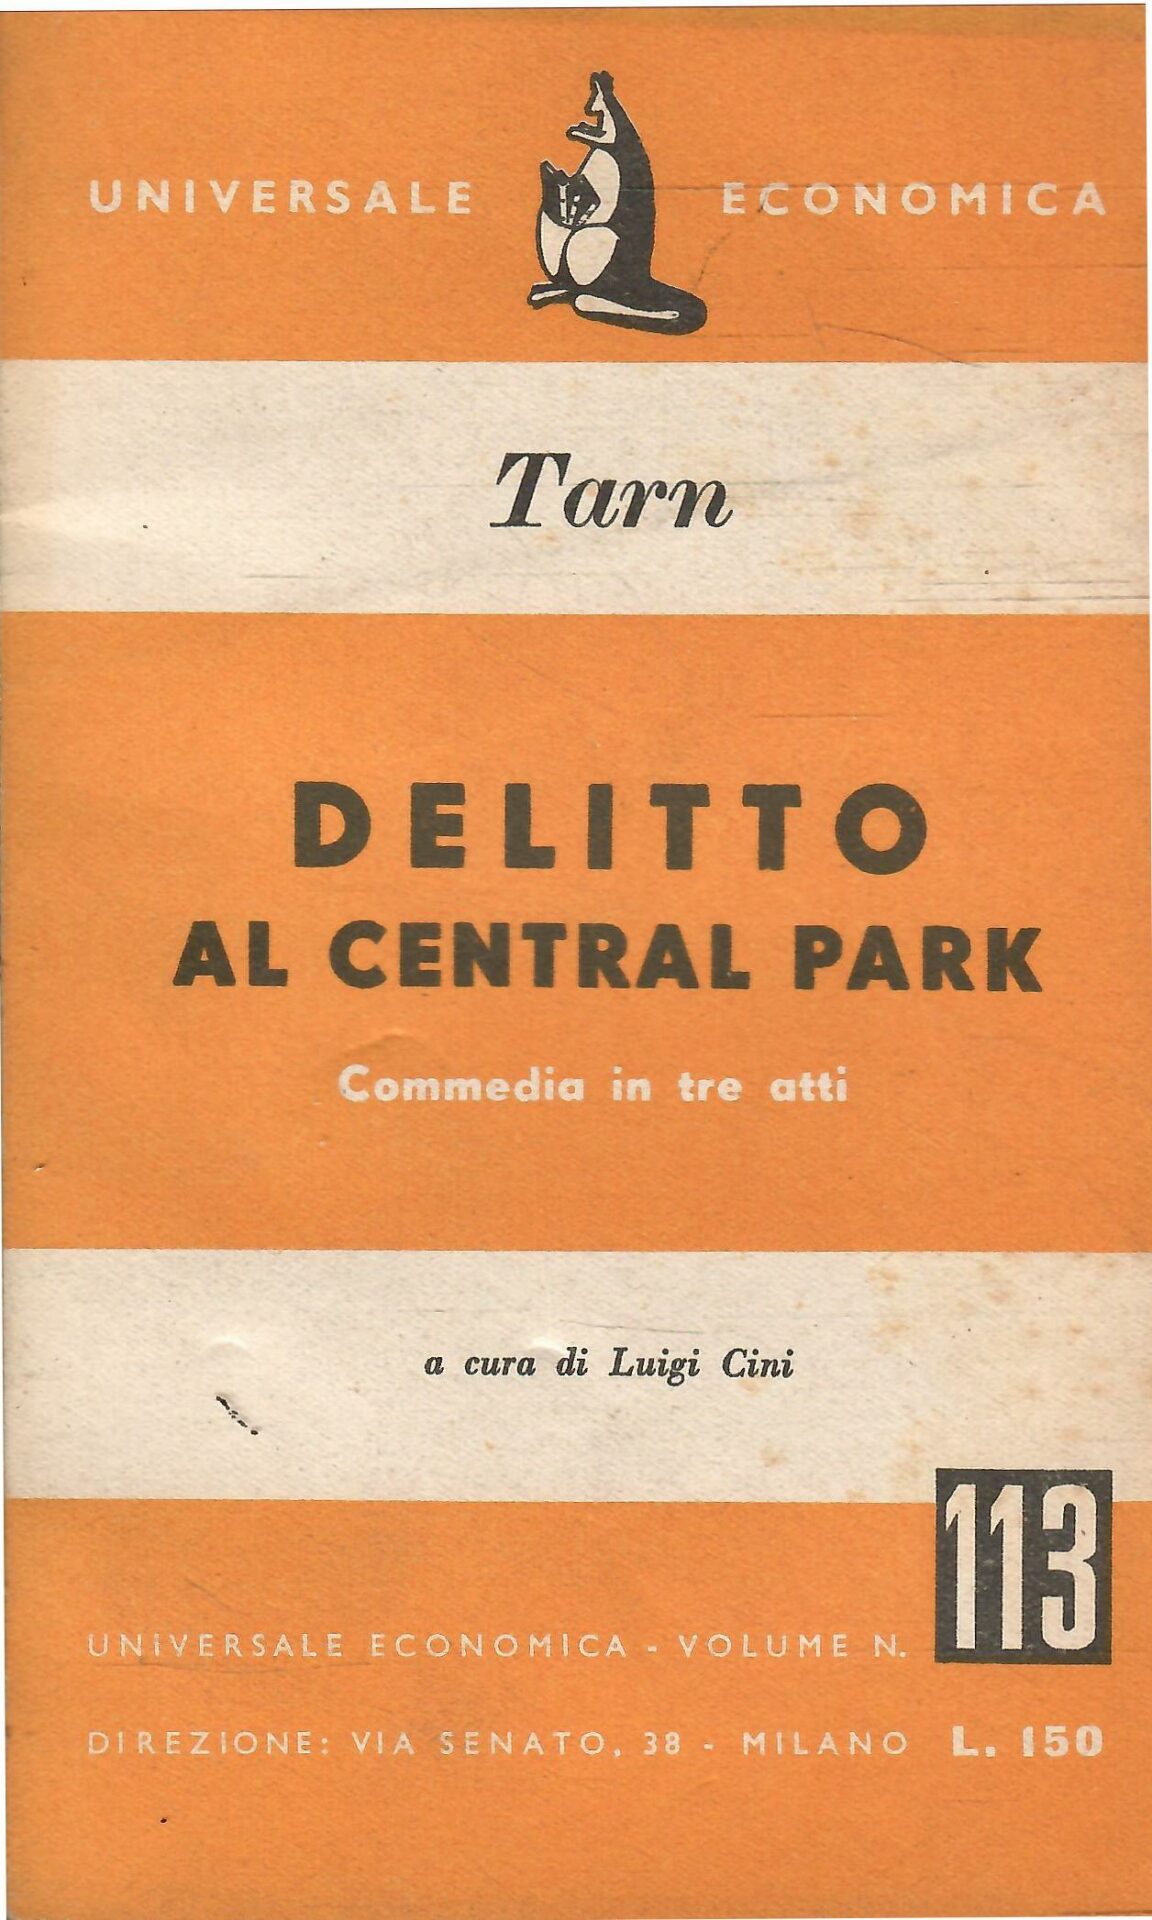 UNIVERSALE ECONOMICA
Tarn
DELITTO
AL CENTRAL PARK
Commedia in tre atti
a cura di Luigi Cini
113
UNIVERSALE ECONOMICA - VOLUME N.
DIREZIONE: VIA SENATO, 38 - MILANO L. 150